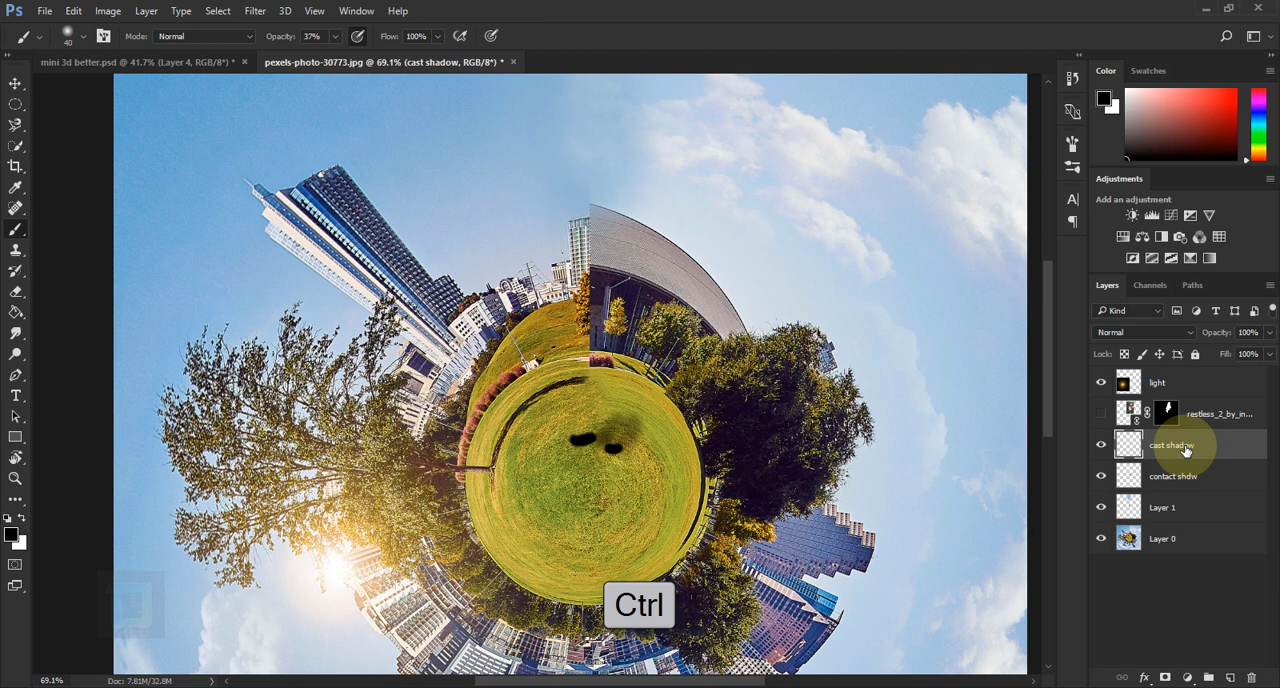 Ps File Edit Image Layer Type Select Filter 3D View Window Help
40 Mode: Normal Opacity: 37% Flow: 100%
mini 3d better.psd @ 41.7% (Layer 4, RGB/8*) * × pexels-photo-30773.jpg @ 69.1% (cast shadow, RGB/8*) * ×
Color Swatches
Adjustments
Add an adjustment
Layers Channels Paths
Kind
Normal Opacity: 100%
Lock: Fill: 100%
light
restless_2_by_in...
cast shadow
contact shdw
Layer 1
Layer 0
Ctrl
69.1% Doc: 7.81M/32.8M